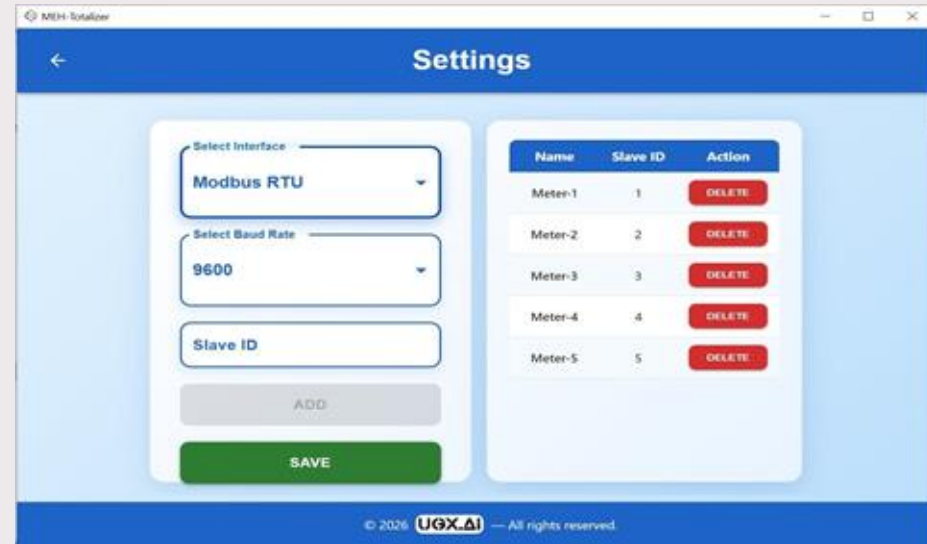 MEH-Totalizer
Settings
Select Interface
Modbus RTU
Select Baud Rate
9600
Slave ID
ADD
SAVE
Name Slave ID Action
Meter-1 1 DELETE
Meter-2 2 DELETE
Meter-3 3 DELETE
Meter-4 4 DELETE
Meter-5 5 DELETE
© 2026 UGX.AI — All rights reserved.